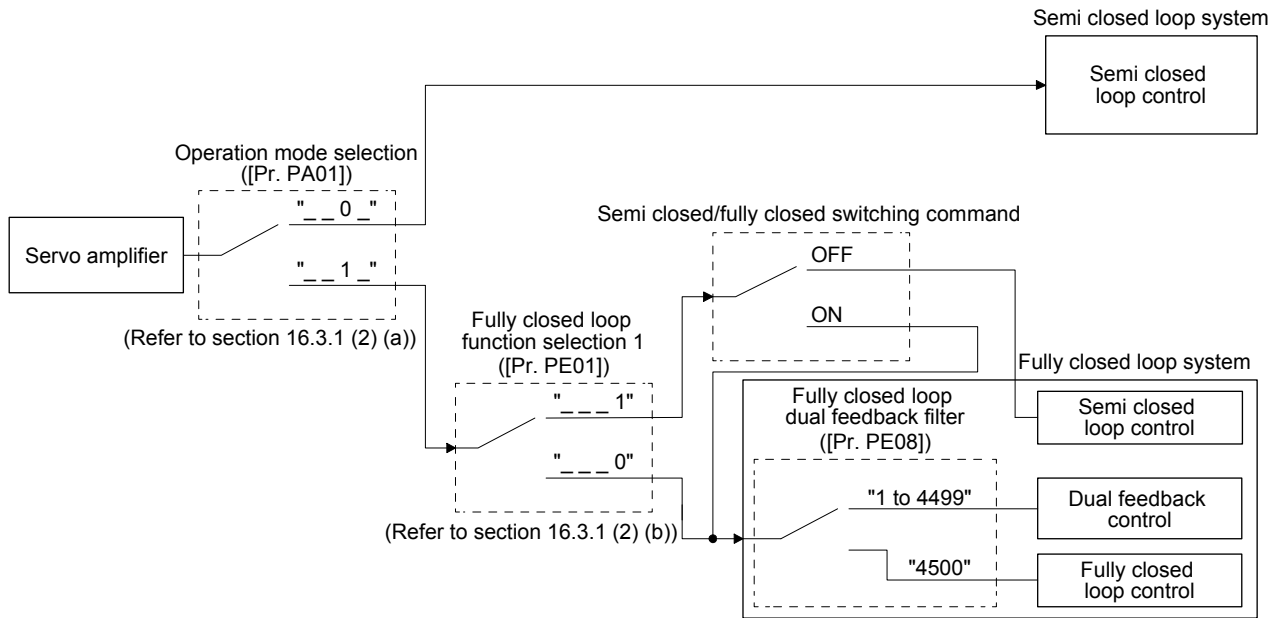 Semi closed loop system
Semi closed
loop control
Operation mode selection
([Pr. PA01])
"_ _ 0 _"
"_ _ 1 _"
Servo amplifier
(Refer to section 16.3.1 (2) (a))
Semi closed/fully closed switching command
OFF
ON
Fully closed loop
function selection 1
([Pr. PE01])
"_ _ _ 1"
"_ _ _ 0"
(Refer to section 16.3.1 (2) (b))
Fully closed loop system
Fully closed loop
dual feedback filter
([Pr. PE08])
"1 to 4499"
"4500"
Semi closed
loop control
Dual feedback
control
Fully closed
loop control